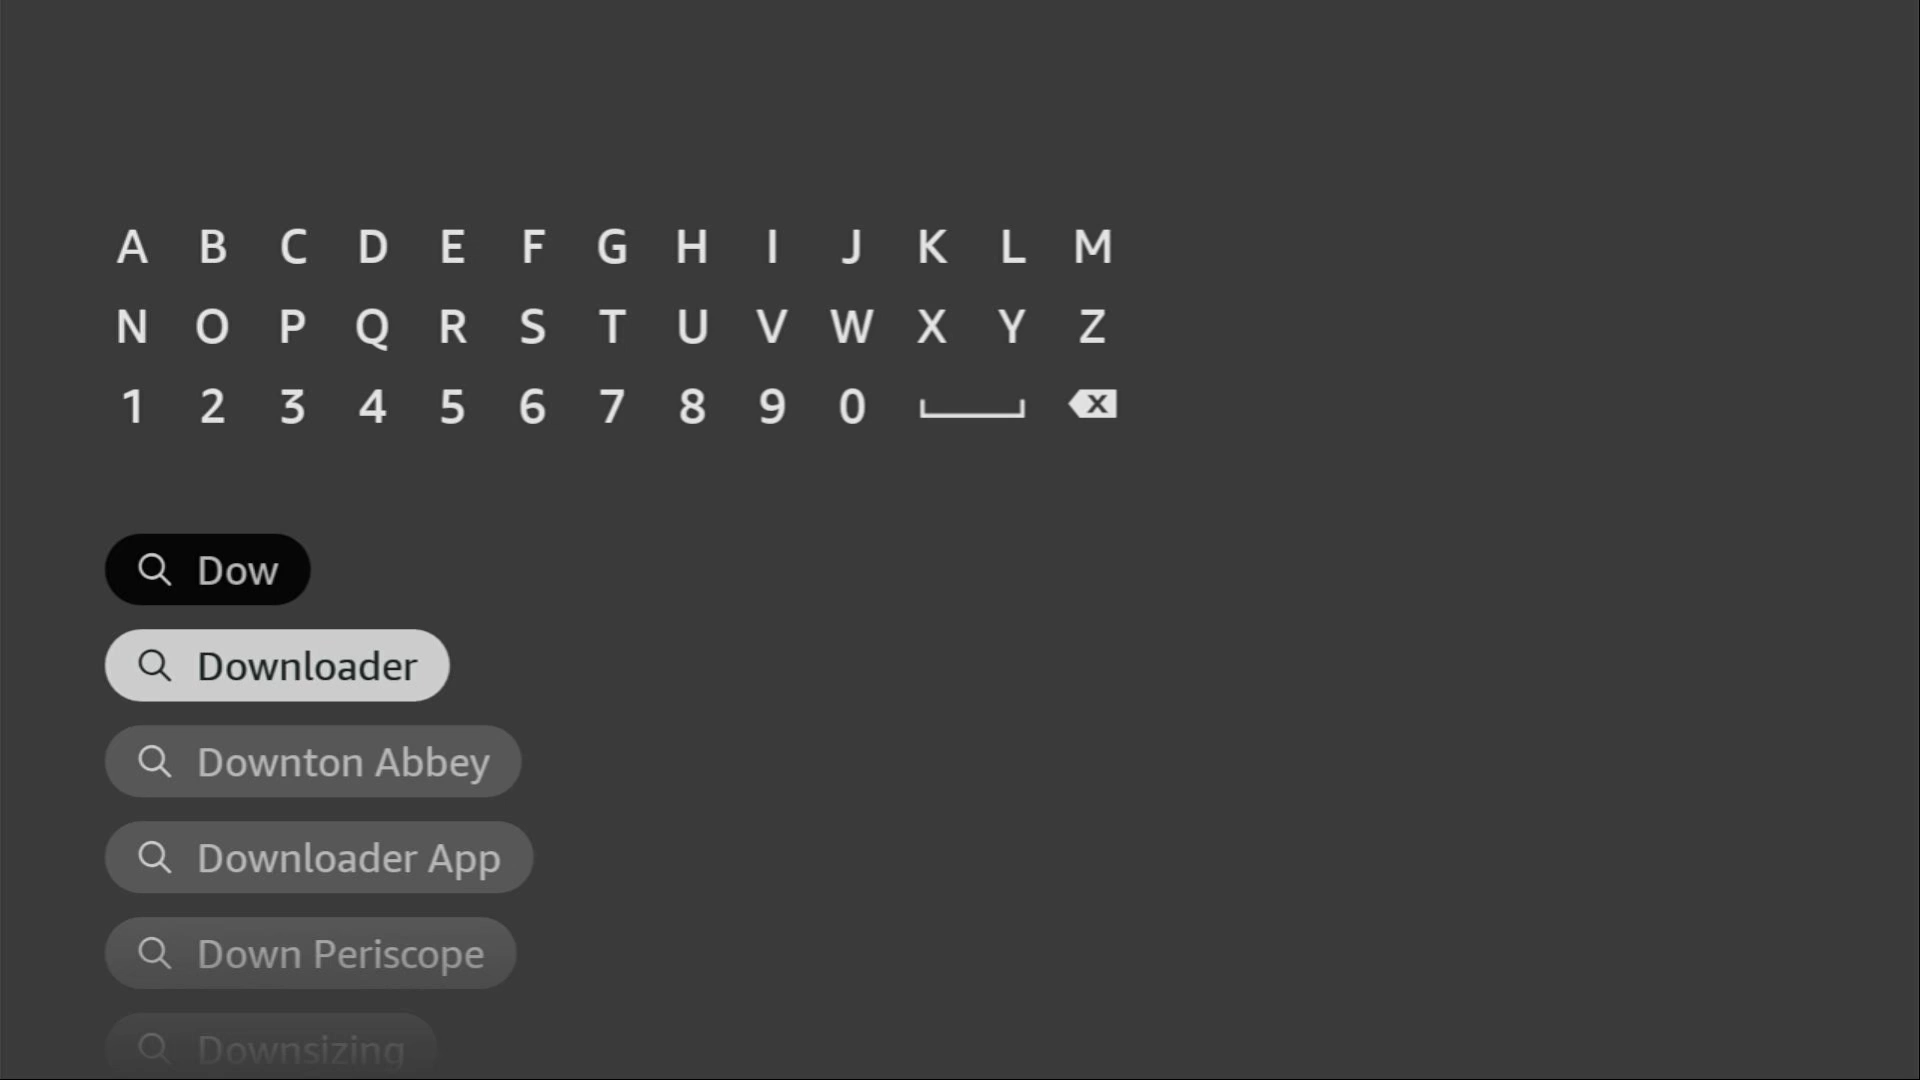 A B C D E F G H I J K L M
N O P Q R S T U V W X Y Z
1 2 3 4 5 6 7 8 9 0
Dow
Downloader
Downton Abbey
Downloader App
Down Periscope
Downsizing